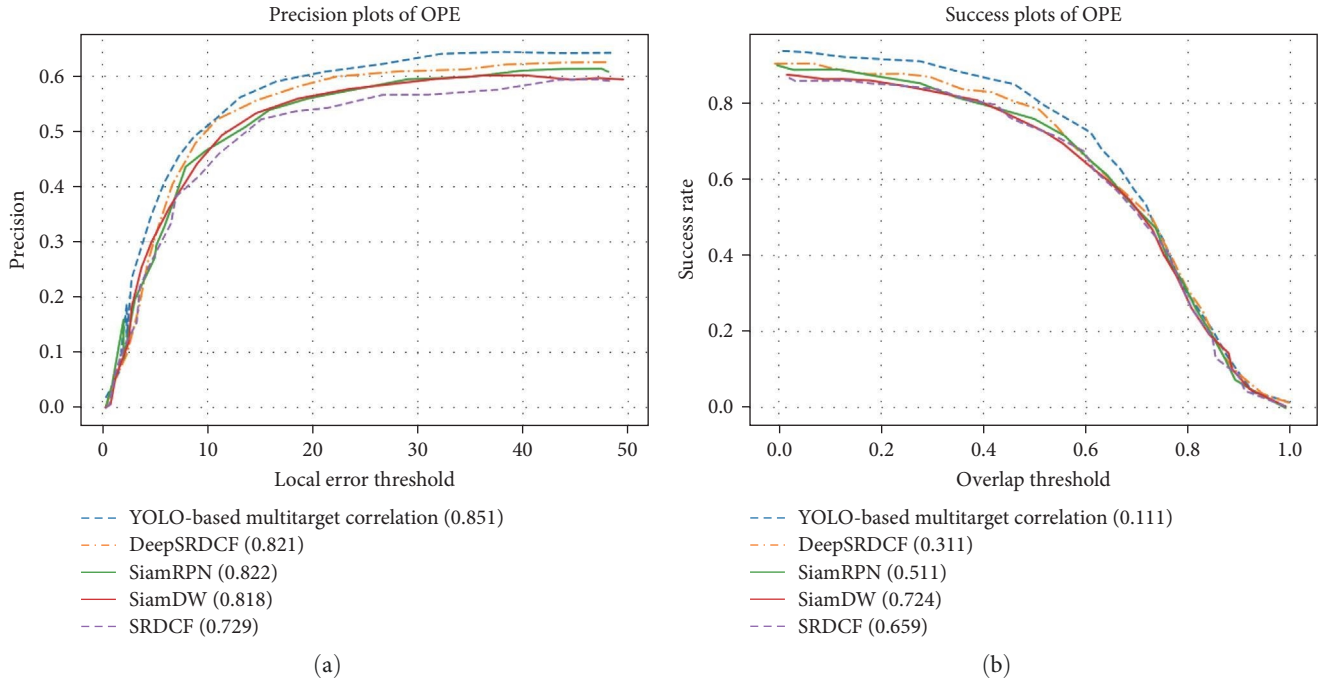 Precision plots of OPE
0.6
0.5
0.4
0.3
0.2
0.1
0.0
Precision
0 10 20 30 40 50
Local error threshold
YOLO-based multitarget correlation (0.851)
DeepSRDCF (0.821)
SiamRPN (0.822)
SiamDW (0.818)
SRDCF (0.729)
(a)
Success plots of OPE
0.8
0.6
0.4
0.2
0.0
Success rate
0.0 0.2 0.4 0.6 0.8 1.0
Overlap threshold
YOLO-based multitarget correlation (0.111)
DeepSRDCF (0.311)
SiamRPN (0.511)
SiamDW (0.724)
SRDCF (0.659)
(b)